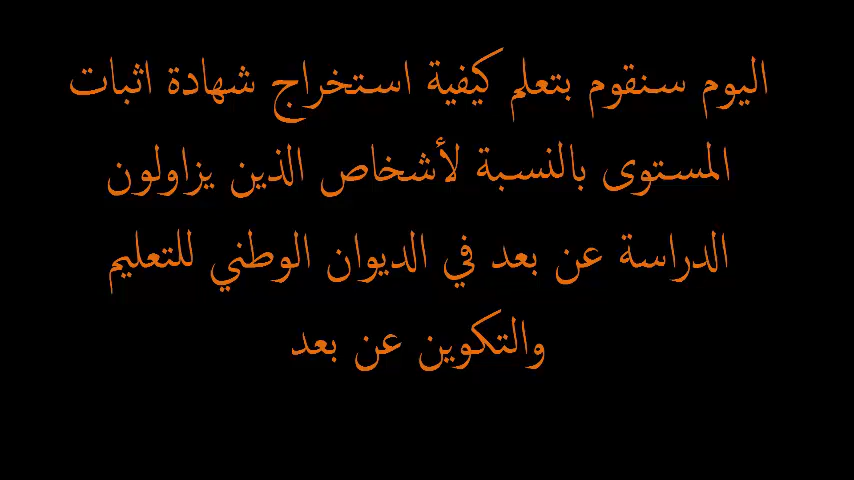 اليوم سنقوم بتعلم كيفية استخراج شهادة اثبات
المستوى بالنسبة لأشخاص الذين يزاولون
الدراسة عن بعد في الديوان الوطني للتعليم
والتكوين عن بعد